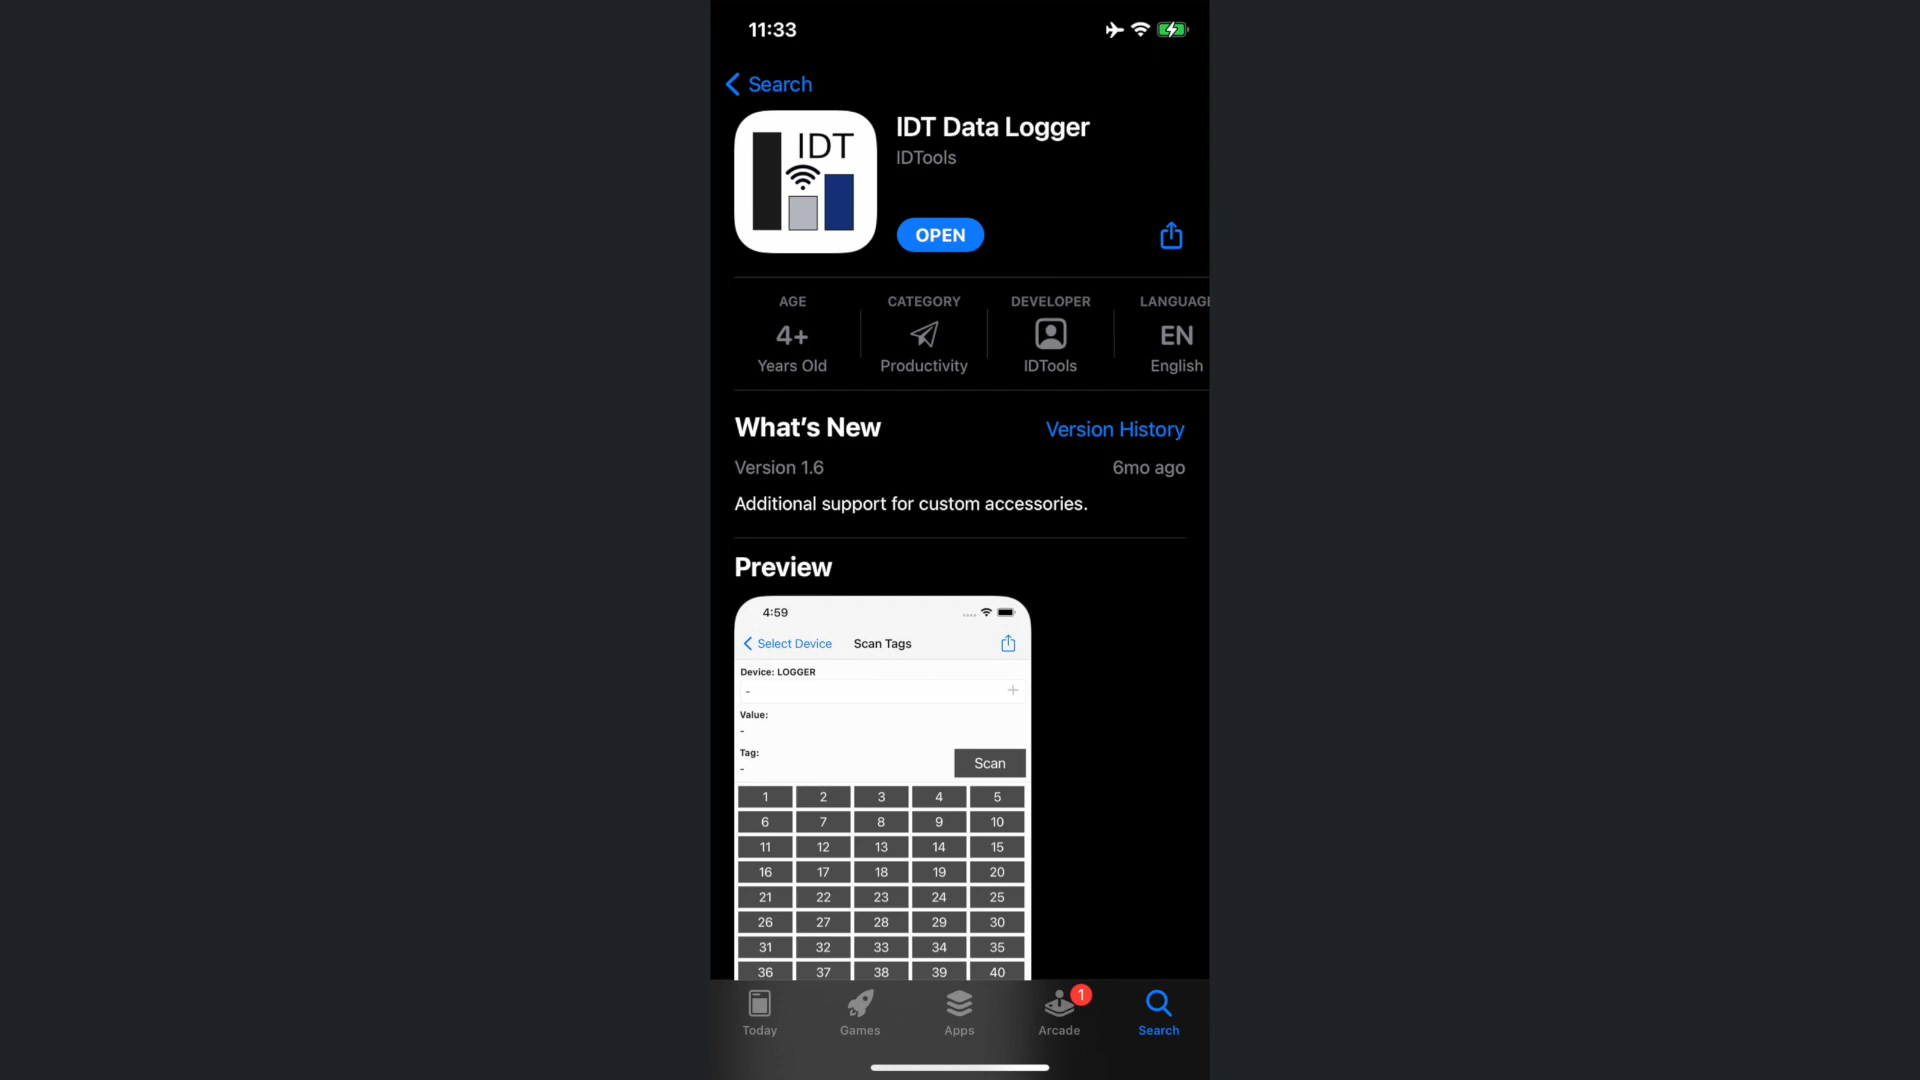 11:33
Search
IDT
IDT Data Logger
IDTools
OPEN
AGE
CATEGORY
DEVELOPER
LANGUAG
4+
EN
Years Old
Productivity
IDTools
English
What's New
Version History
Version 1.6
6mo ago
Additional support for custom accessories.
Preview
4:59
Select Device
Scan Tags
Device: LOGGER
-
Value:
-
Tag:
-
Scan
1 2 3 4 5
6 7 8 9 10
11 12 13 14 15
16 17 18 19 20
21 22 23 24 25
26 27 28 29 30
31 32 33 34 35
36 37 38 39 40
1
Today
Games
Apps
Arcade
Search